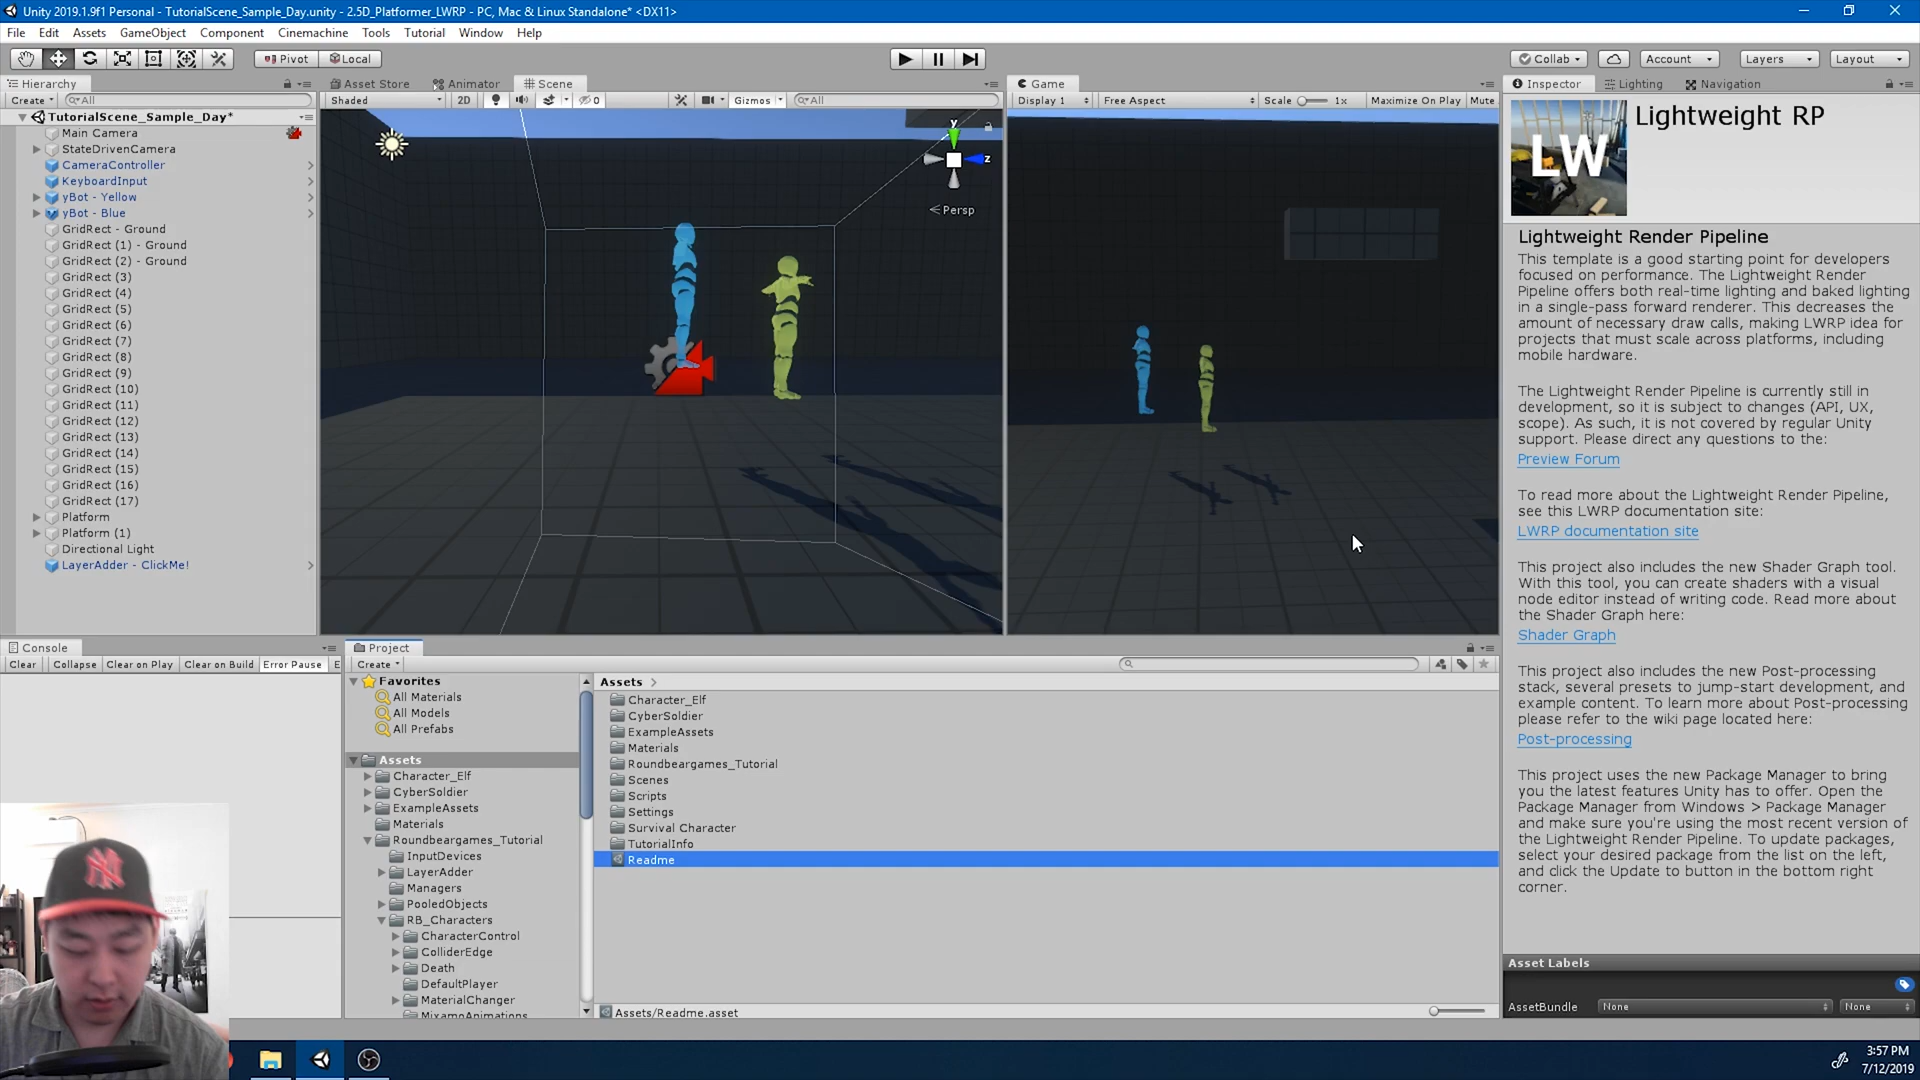 Unity 2019.1.9f1 Personal - TutorialScene_Sample_Day.unity - 2.5D_Platformer_LWRP - PC, Mac & Linux Standalone* <DX11>
File Edit Assets GameObject Component Cinemachine Tools Tutorial Window Help
Pivot Local Collab Account Layers Layout
Hierarchy
Create All
TutorialScene_Sample_Day*
Main Camera
StateDrivenCamera
CameraController
KeyboardInput
yBot - Yellow
yBot - Blue
GridRect - Ground
GridRect (1) - Ground
GridRect (2) - Ground
GridRect (3)
GridRect (4)
GridRect (5)
GridRect (6)
GridRect (7)
GridRect (8)
GridRect (9)
GridRect (10)
GridRect (11)
GridRect (12)
GridRect (13)
GridRect (14)
GridRect (15)
GridRect (16)
GridRect (17)
Platform
Platform (1)
Directional Light
LayerAdder - ClickMe!
Asset Store Animator Scene
Shaded 2D 0 Gizmos All
y
z
Persp
Game
Display 1 Free Aspect Scale 1x Maximize On Play Mute
Inspector Lighting Navigation
LW
Lightweight RP
Lightweight Render Pipeline
This template is a good starting point for developers
focused on performance. The Lightweight Render
Pipeline offers both real-time lighting and baked lighting
in a single-pass forward renderer. This decreases the
amount of necessary draw calls, making LWRP idea for
projects that must scale across platforms, including
mobile hardware.
The Lightweight Render Pipeline is currently still in
development, so it is subject to changes (API, UX,
scope). As such, it is not covered by regular Unity
support. Please direct any questions to the:
Preview Forum
To read more about the Lightweight Render Pipeline,
see this LWRP documentation site:
LWRP documentation site
This project also includes the new Shader Graph tool.
With this tool, you can create shaders with a visual
node editor instead of writing code. Read more about
the Shader Graph here:
Shader Graph
This project also includes the new Post-processing
stack, several presets to jump-start development, and
example content. To learn more about Post-processing
please refer to the wiki page located here:
Post-processing
This project uses the new Package Manager to bring
you the latest features Unity has to offer. Open the
Package Manager from Windows > Package Manager
and make sure you're using the most recent version of
the Lightweight Render Pipeline. To update packages,
select your desired package from the list on the left,
and click the Update to button in the bottom right
corner.
Asset Labels
AssetBundle None None
Console
Clear Collapse Clear on Play Clear on Build Error Pause E
Project
Create
Favorites
All Materials
All Models
All Prefabs
Assets
Character_Elf
CyberSoldier
ExampleAssets
Materials
Roundbeargames_Tutorial
InputDevices
LayerAdder
Managers
PooledObjects
RB_Characters
CharacterControl
ColliderEdge
Death
DefaultPlayer
MaterialChanger
MixamoAnimations
Assets
Character_Elf
CyberSoldier
ExampleAssets
Materials
Roundbeargames_Tutorial
Scenes
Scripts
Settings
Survival Character
TutorialInfo
Readme
Assets/Readme.asset
3:57 PM
7/12/2019